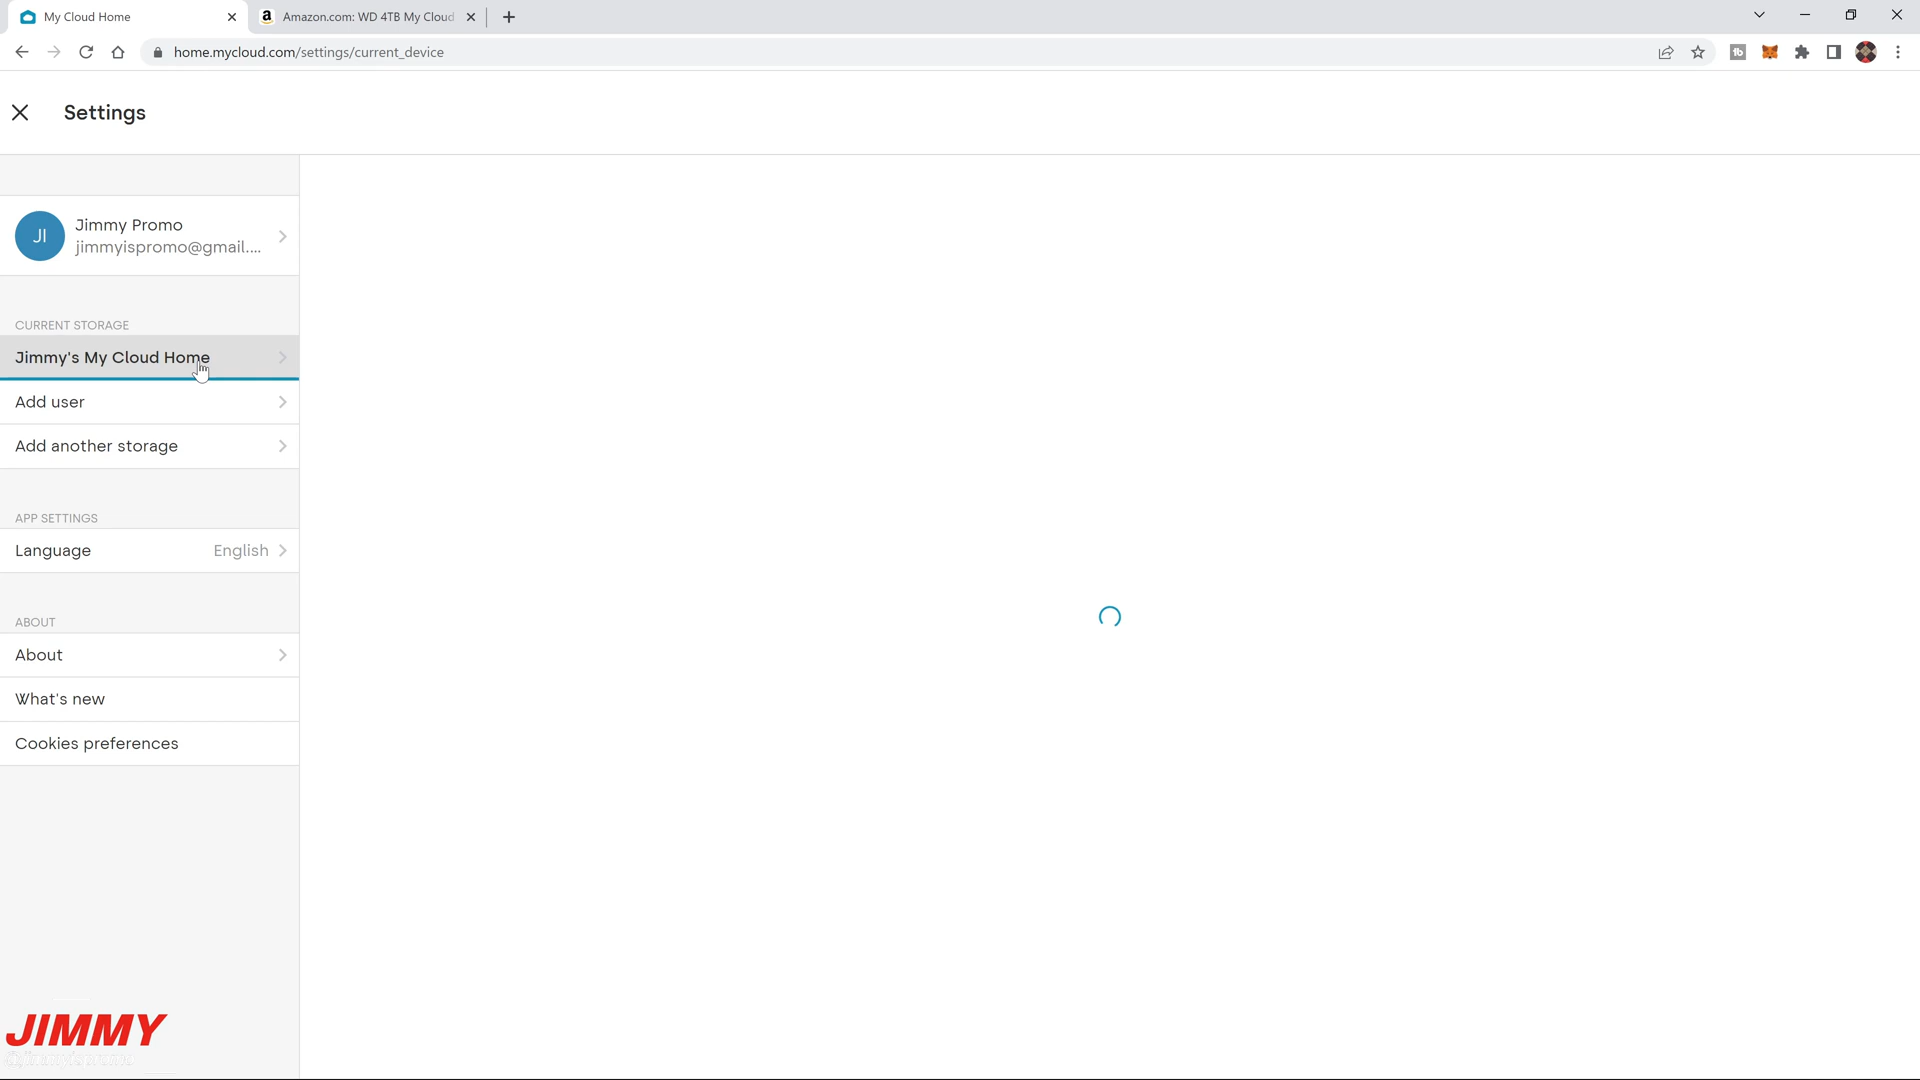 My Cloud Home
Amazon.com: WD 4TB My Cloud
home.mycloud.com/settings/current_device
Settings
JI
Jimmy Promo
jimmyispromo@gmail....
CURRENT STORAGE
Jimmy's My Cloud Home
Add user
Add another storage
APP SETTINGS
Language English
ABOUT
About
What's new
Cookies preferences
JIMMY
@jimmyispromo